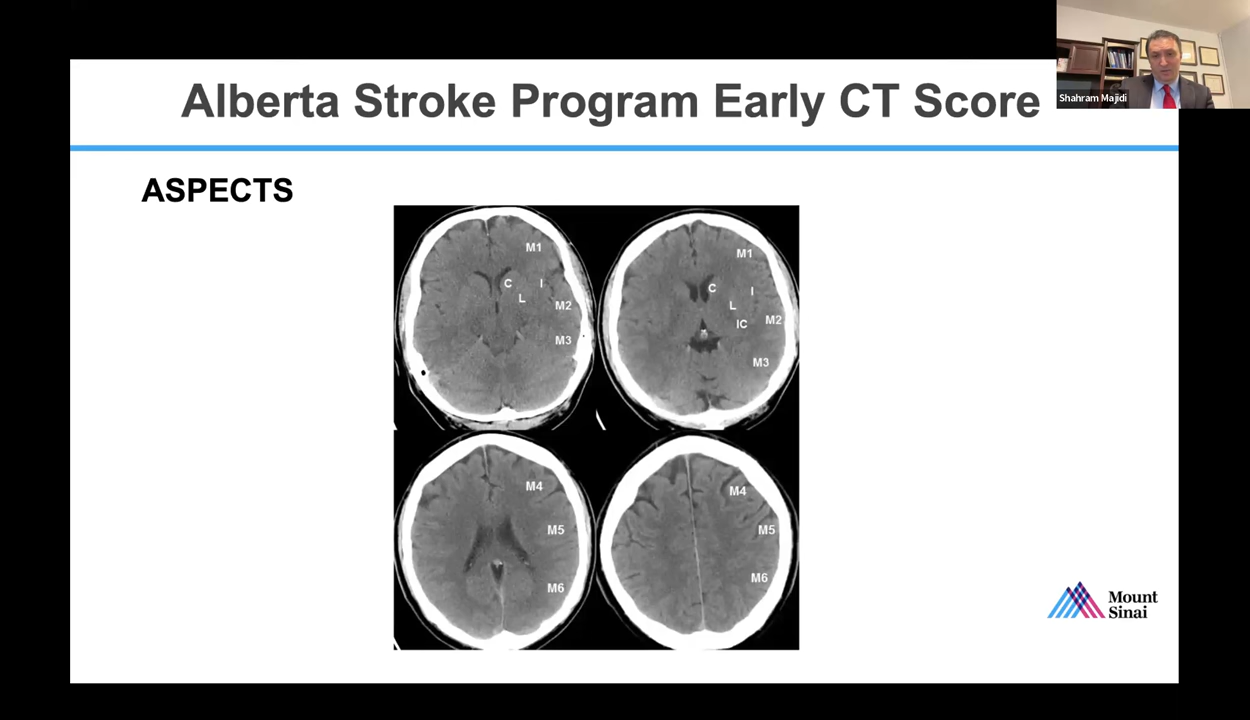 Alberta Stroke Program Early CT Score
Shahram Majidi
ASPECTS
M1
C
I
L
M2
M3
M1
C
I
L
IC
M2
M3
M4
M5
M6
M4
M5
M6
Mount
Sinai